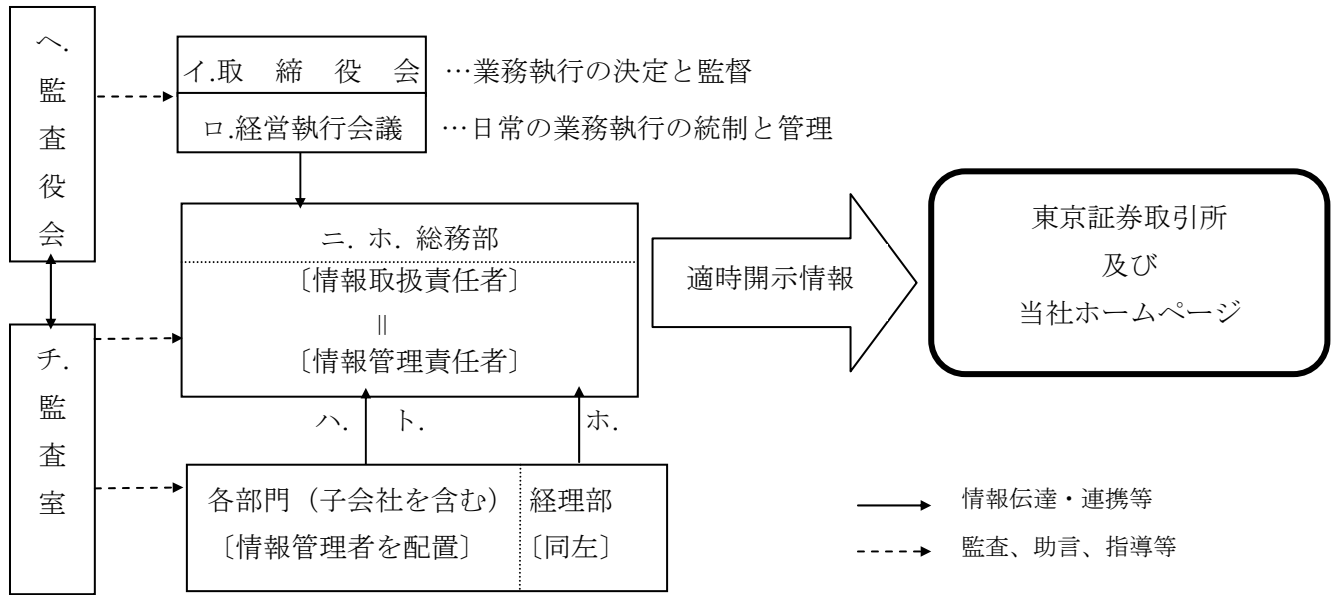 ヘ.監査役会
イ.取締役会 …業務執行の決定と監督
ロ.経営執行会議 …日常の業務執行の統制と管理
ニ. ホ. 総務部
〔情報取扱責任者〕
॥
〔情報管理責任者〕
適時開示情報
東京証券取引所
及び
当社ホームページ
チ.監査室
ハ. ト. ホ.
各部門（子会社を含む）
〔情報管理者を配置〕
経理部
〔同左〕
情報伝達・連携等
監査、助言、指導等